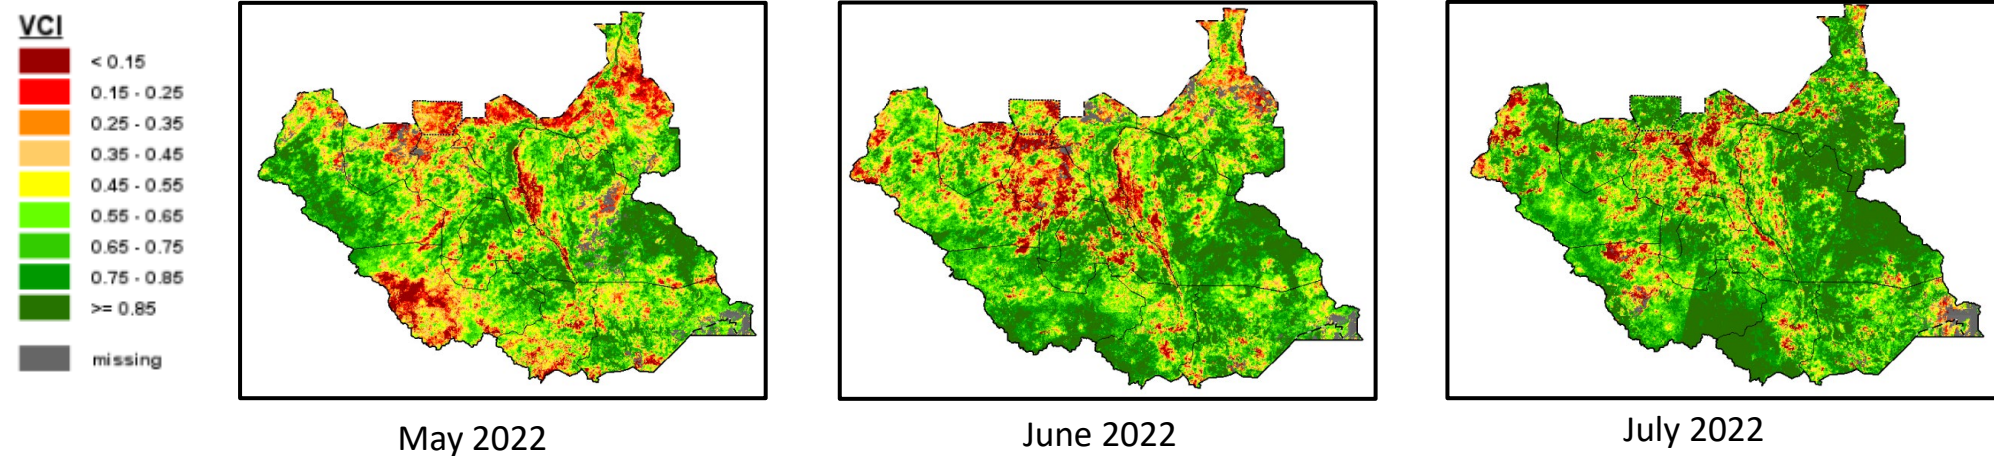 VCI
< 0.15
0.15 - 0.25
0.25 - 0.35
0.35 - 0.45
0.45 - 0.55
0.55 - 0.65
0.65 - 0.75
0.75 - 0.85
>= 0.85
missing
May 2022
June 2022
July 2022